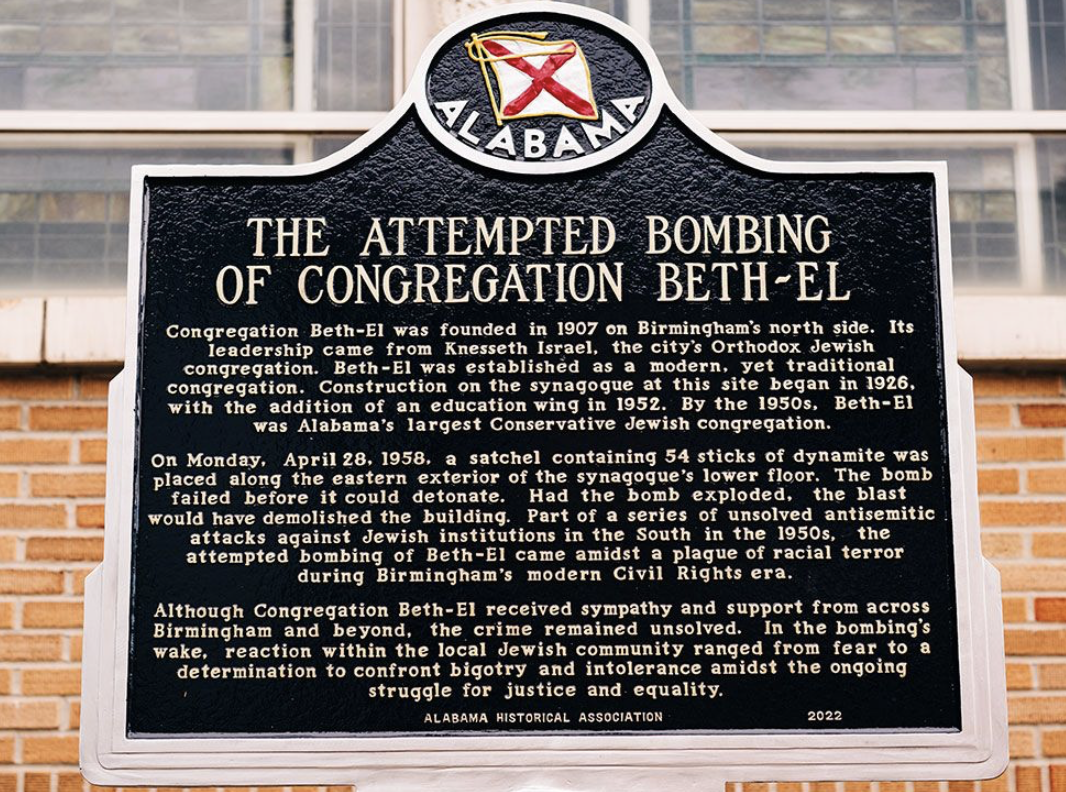 ALABAMA
THE ATTEMPTED BOMBING
OF CONGREGATION BETH-EL
Congregation Beth-El was founded in 1907 on Birmingham's north side. Its
leadership came from Knesseth Israel, the city's Orthodox Jewish
congregation. Beth-El was established as a modern, yet traditional
congregation. Construction on the synagogue at this site began in 1926,
with the addition of an education wing in 1952. By the 1950s, Beth-El
was Alabama's largest Conservative Jewish congregation.
On Monday, April 28, 1958, a satchel containing 54 sticks of dynamite was
placed along the eastern exterior of the synagogue's lower floor. The bomb
failed before it could detonate. Had the bomb exploded, the blast
would have demolished the building. Part of a series of unsolved antisemitic
attacks against Jewish institutions in the South in the 1950s, the
attempted bombing of Beth-El came amidst a plague of racial terror
during Birmingham's modern Civil Rights era.
Although Congregation Beth-El received sympathy and support from across
Birmingham and beyond, the crime remained unsolved. In the bombing's
wake, reaction within the local Jewish community ranged from fear to a
determination to confront bigotry and intolerance amidst the ongoing
struggle for justice and equality.
ALABAMA HISTORICAL ASSOCIATION 2022